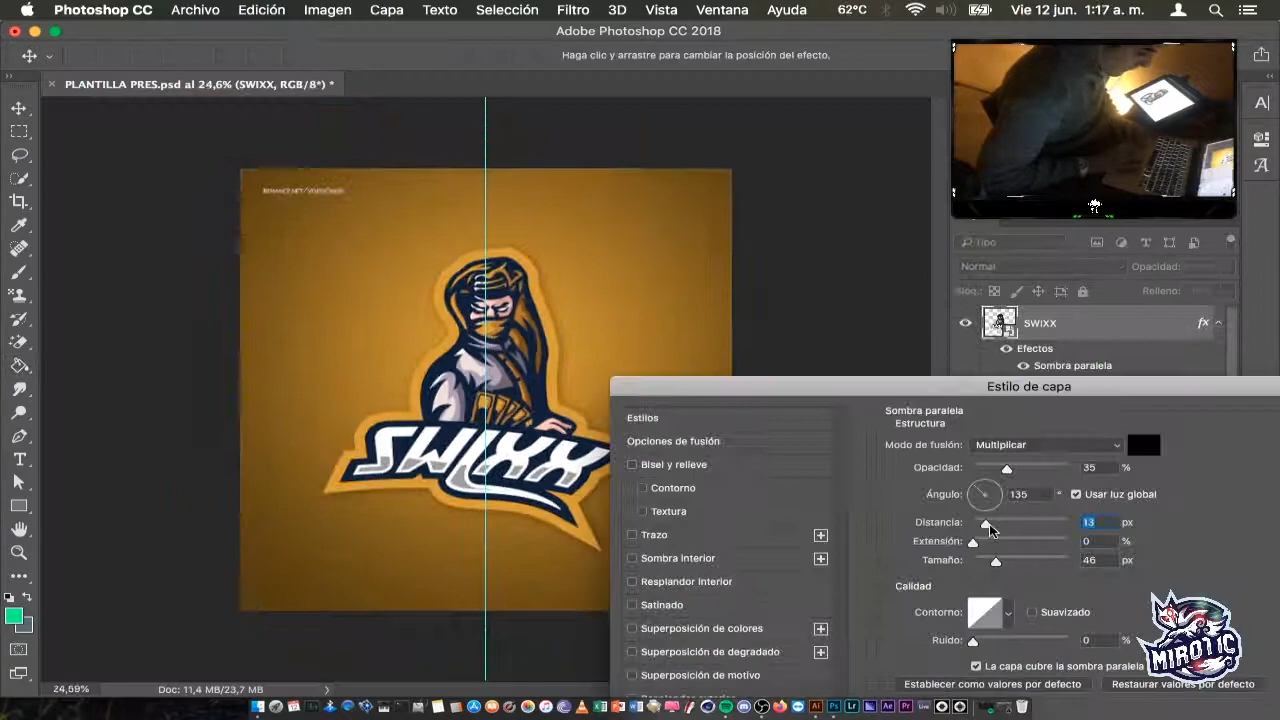 Photoshop CC Archivo Edición Imagen Capa Texto Selección Filtro 3D Vista Ventana Ayuda 62°C Vie 12 jun. 1:17 a. m.
Adobe Photoshop CC 2018
Haga clic y arrastre para cambiar la posición del efecto.
PLANTILLA PRES.psd al 24,6% (SWIXX, RGB/8*) *
Tipo
Normal Opacidad:
Bloq.: Relleno:
SWIXX fx
Efectos
Sombra paralela
SWIXX
Estilo de capa
Estilos
Opciones de fusión
Bisel y relieve
Contorno
Textura
Trazo
Sombra interior
Resplandor interior
Satinado
Superposición de colores
Superposición de degradado
Superposición de motivo
Sombra paralela
Estructura
Modo de fusión: Multiplicar
Opacidad: 35 %
Ángulo: 135 ° Usar luz global
Distancia: 13 px
Extensión: 0 %
Tamaño: 46 px
Calidad
Contorno: Suavizado
Ruido: 0 %
La capa cubre la sombra paralela
Establecer como valores por defecto Restaurar valores por defecto
MIROTIC
24,59% Doc: 11,4 MB/23,7 MB